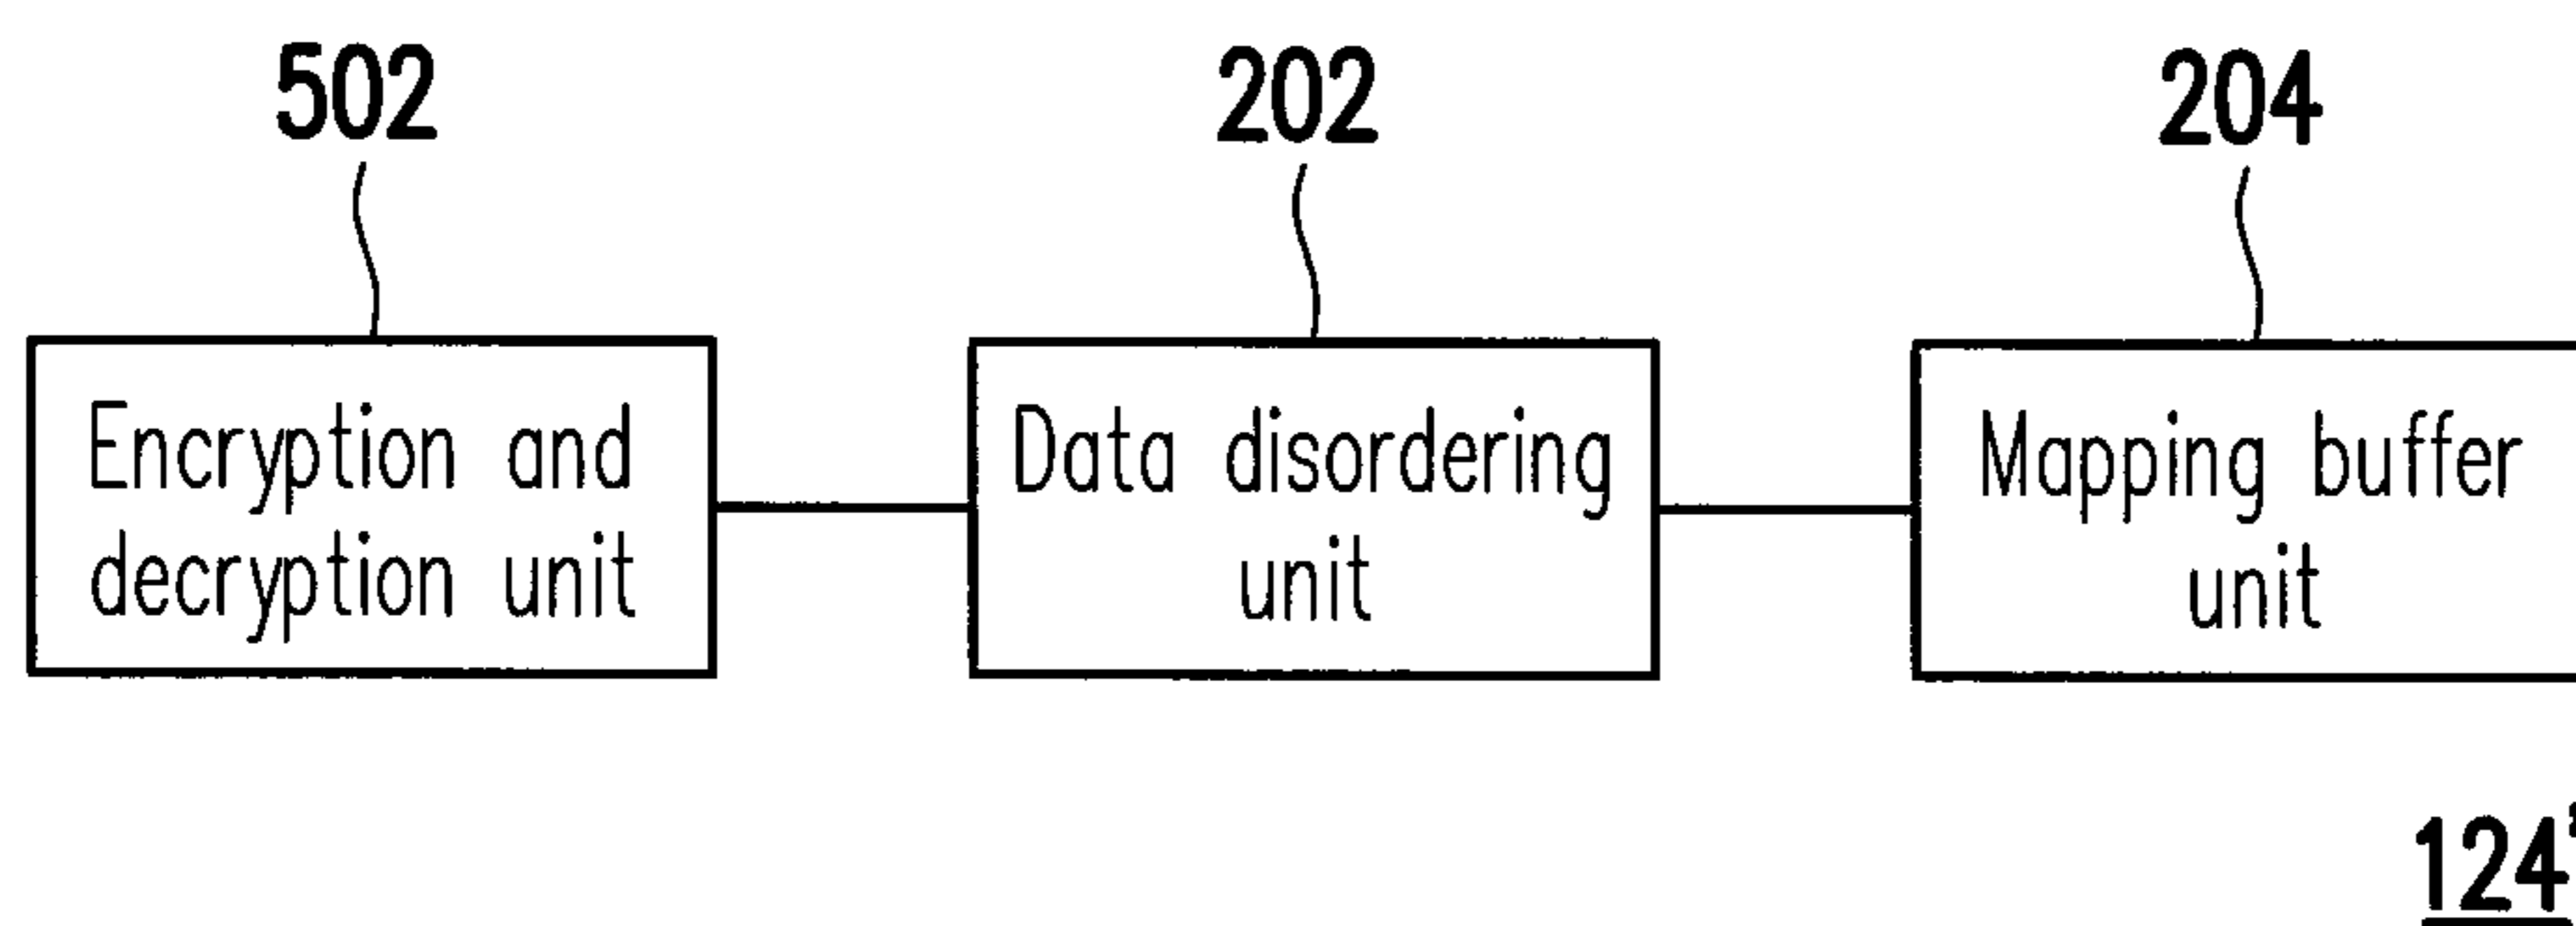 502
202
204
Encryption and
decryption unit
Data disordering
unit
Mapping buffer
unit
124'